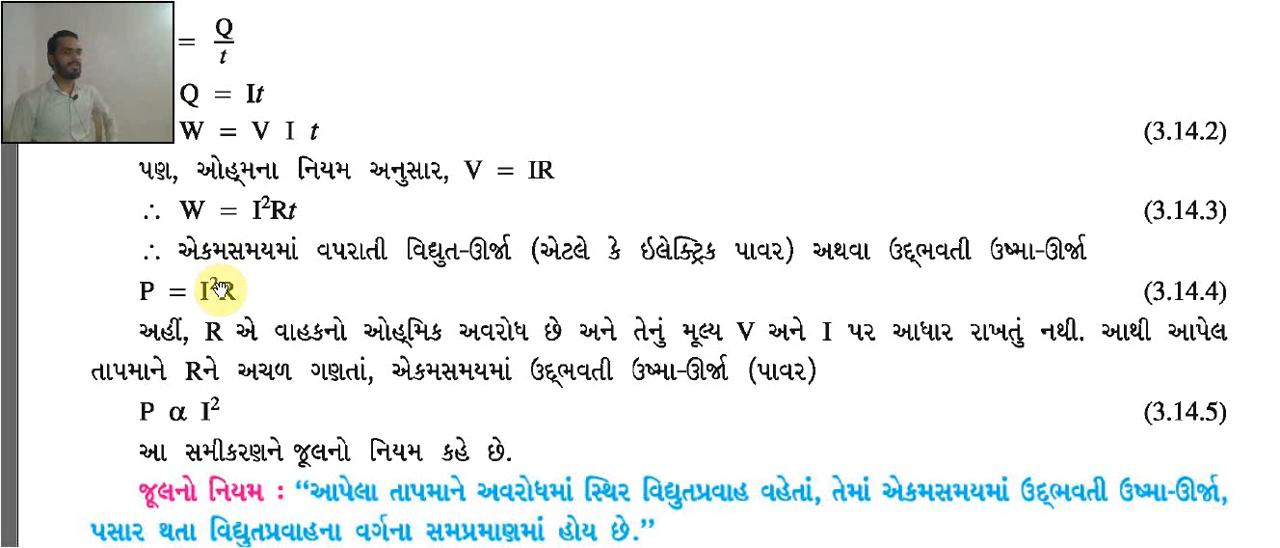 = Q/t
Q = It
W = V I t (3.14.2)
પણ, ઓહ્‌મના નિયમ અનુસાર, V = IR
∴ W = I²Rt (3.14.3)
∴ એકમસમયમાં વપરાતી વિદ્યુત-ઊર્જા (એટલે કે ઇલેક્ટ્રિક પાવર) અથવા ઉદ્‌ભવતી ઉષ્મા-ઊર્જા
P = I²R (3.14.4)
અહીં, R એ વાહકનો ઓહ્‌મિક અવરોધ છે અને તેનું મૂલ્ય V અને I પર આધાર રાખતું નથી. આથી આપેલ
તાપમાને Rને અચળ ગણતાં, એકમસમયમાં ઉદ્‌ભવતી ઉષ્મા-ઊર્જા (પાવર)
P α I² (3.14.5)
આ સમીકરણને જૂલનો નિયમ કહે છે.
જૂલનો નિયમ : “આપેલા તાપમાને અવરોધમાં સ્થિર વિદ્યુતપ્રવાહ વહેતાં, તેમાં એકમસમયમાં ઉદ્‌ભવતી ઉષ્મા-ઊર્જા,
પસાર થતા વિદ્યુતપ્રવાહના વર્ગના સમપ્રમાણમાં હોય છે.”